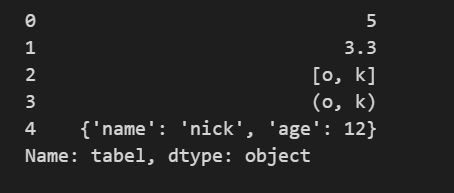 0 5
1 3.3
2 [o, k]
3 (o, k)
4 {'name': 'nick', 'age': 12}
Name: tabel, dtype: object